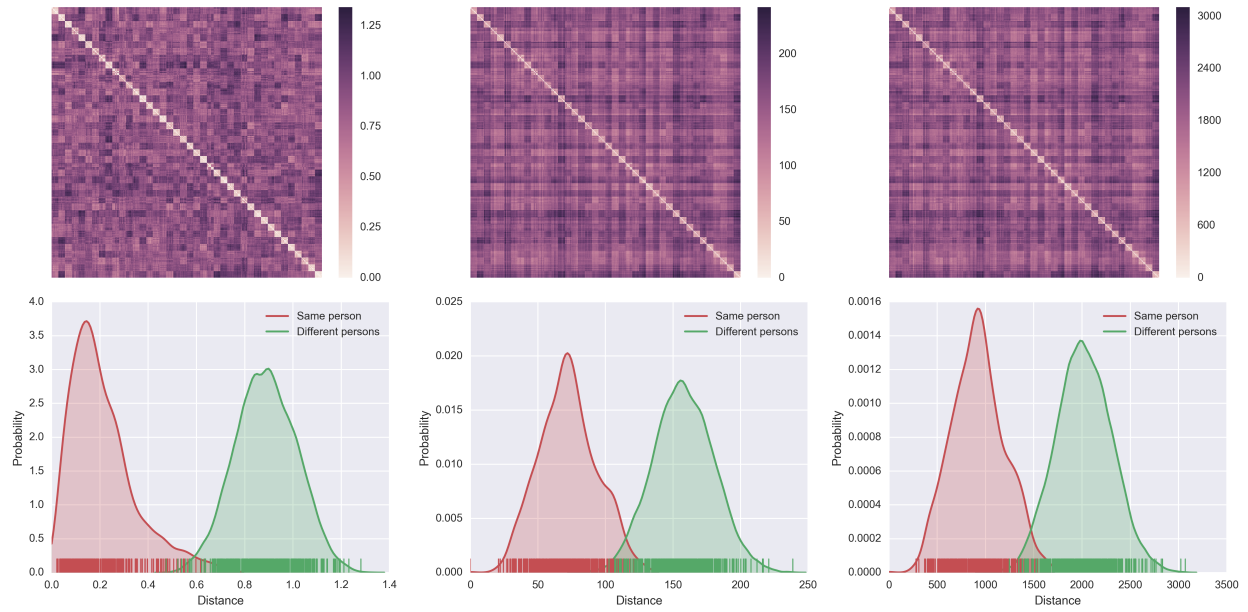 1.25
1.00
0.75
0.50
0.25
0.00
200
150
100
50
0
3000
2400
1800
1200
600
0
4.0
3.5
3.0
2.5
2.0
1.5
1.0
0.5
0.0
Probability
Same person
Different persons
0.0 0.2 0.4 0.6 0.8 1.0 1.2 1.4
Distance
0.025
0.020
0.015
0.010
0.005
0.000
Probability
Same person
Different persons
0 50 100 150 200 250
Distance
0.0016
0.0014
0.0012
0.0010
0.0008
0.0006
0.0004
0.0002
0.0000
Probability
Same person
Different persons
0 500 1000 1500 2000 2500 3000 3500
Distance